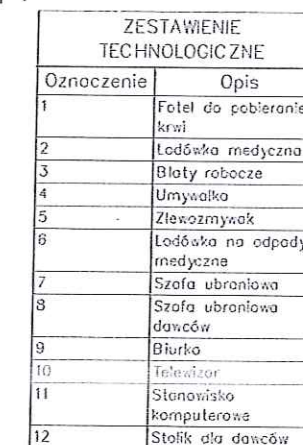 ZESTAWIENIE
TECHNOLOGICZNE
Oznaczenie Opis
1 Fotel do pobieranie
krwi
2 Lodówka medyczna
3 Blaty robocze
4 Umywalka
5 Zlewozmywak
6 Lodówka na odpady
medyczne
7 Szafa ubraniowa
8 Szafa ubraniowa
dawców
9 Biurko
10 Telewizor
11 Stanowisko
komputerowe
12 Stolik dla dawców